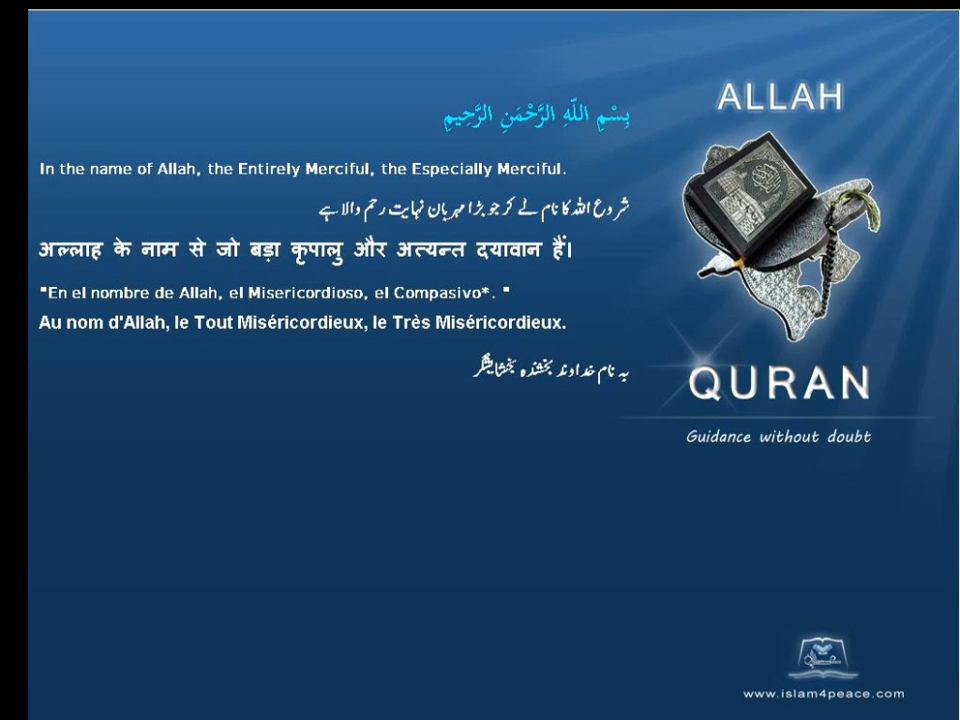 بِسْمِ اللّهِ الرَّحْمَنِ الرَّحِيمِ
In the name of Allah, the Entirely Merciful, the Especially Merciful.
شروع الله کا نام لے کر جو بڑا مہربان نہایت رحم والا ہے
अल्लाह के नाम से जो बड़ा कृपालु और अत्यन्त दयावान हैं।
"En el nombre de Allah, el Misericordioso, el Compasivo*. "
Au nom d'Allah, le Tout Miséricordieux, le Très Miséricordieux.
به نام خداوند بخشنده بخشایشگر
ALLAH
QURAN
Guidance without doubt
www.islam4peace.com